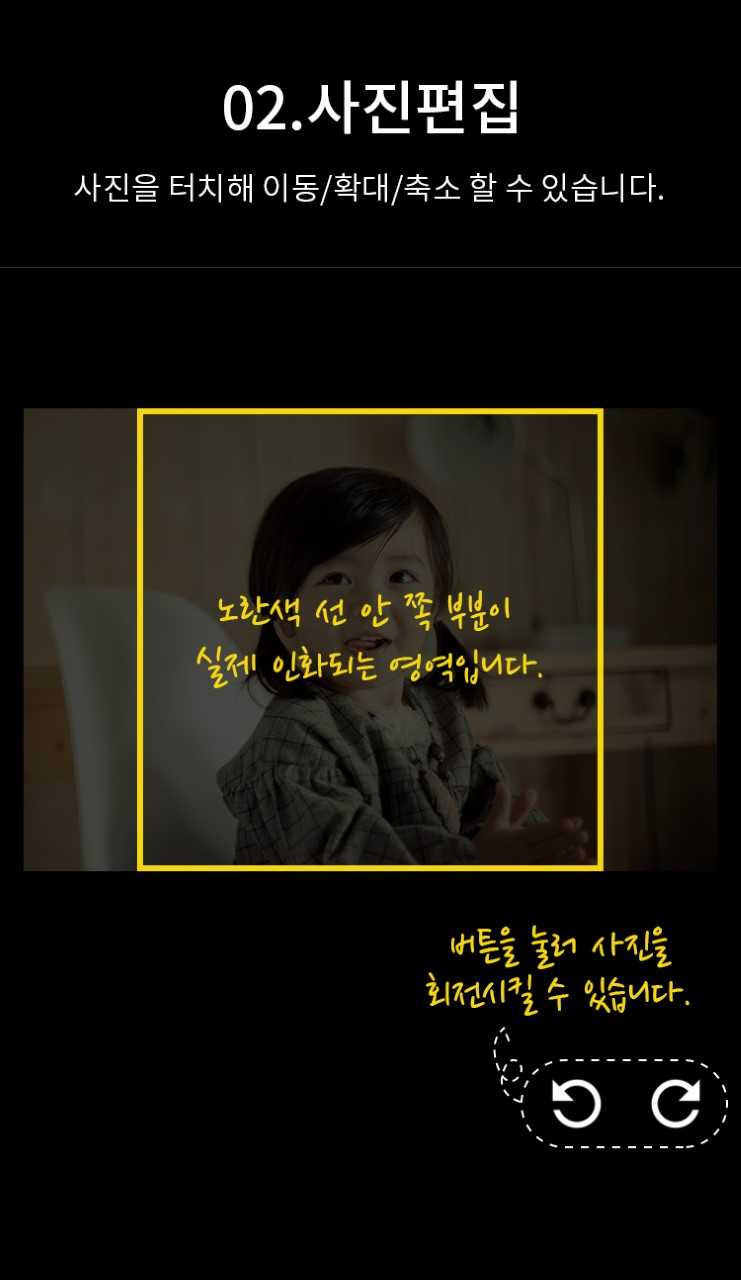 02.사진편집
사진을 터치해 이동/확대/축소 할 수 있습니다.
노란색 선 안 쪽 부분이
실제 인화되는 영역입니다.
버튼을 눌러 사진을
회전시킬 수 있습니다.